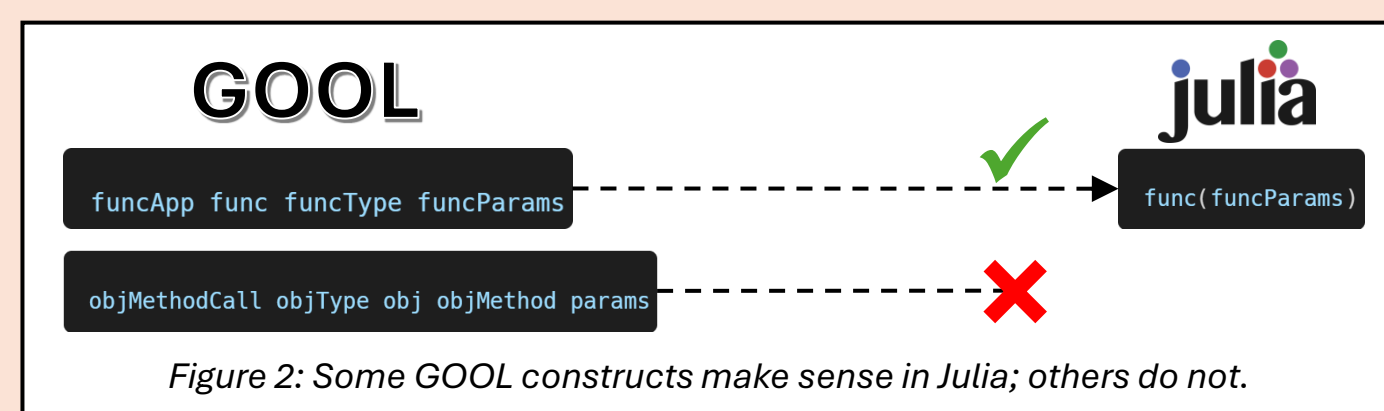 GOOL
julia
funcApp func funcType funcParams
func(funcParams)
objMethodCall objType obj objMethod params
Figure 2: Some GOOL constructs make sense in Julia; others do not.